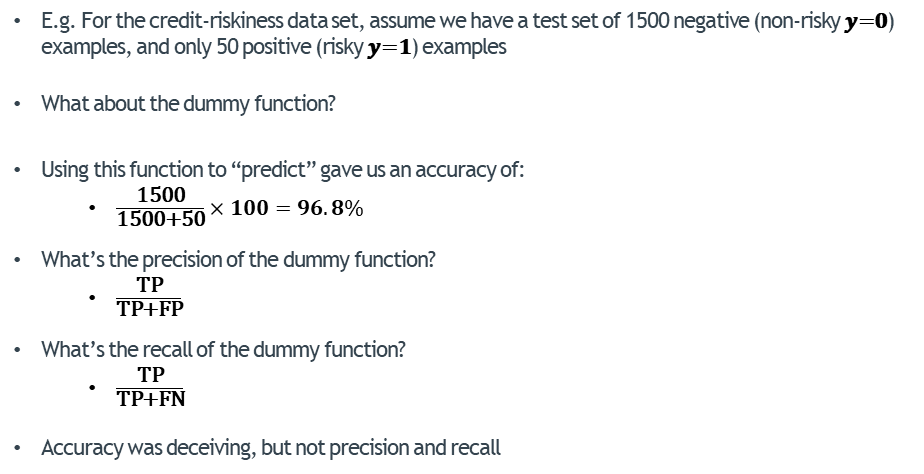 • E.g. For the credit-riskiness data set, assume we have a test set of 1500 negative (non-risky y=0)
examples, and only 50 positive (risky y=1) examples
• What about the dummy function?
• Using this function to “predict” gave us an accuracy of:
• 1500
1500+50 × 100 = 96.8%
• What’s the precision of the dummy function?
• TP
TP+FP
• What’s the recall of the dummy function?
• TP
TP+FN
• Accuracy was deceiving, but not precision and recall